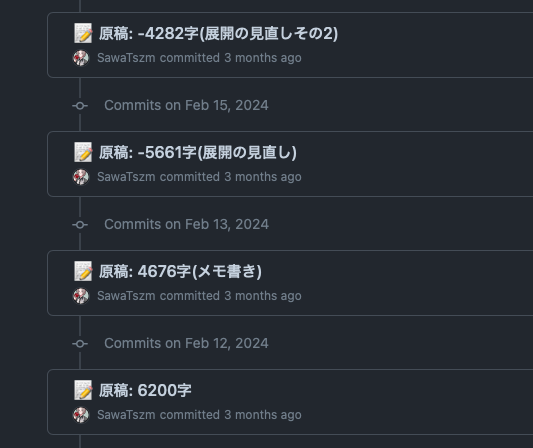 📝 原稿: -4282字(展開の見直しその2)
SawaTszm committed 3 months ago
Commits on Feb 15, 2024
📝 原稿: -5661字(展開の見直し)
SawaTszm committed 3 months ago
Commits on Feb 13, 2024
📝 原稿: 4676字(メモ書き)
SawaTszm committed 3 months ago
Commits on Feb 12, 2024
📝 原稿: 6200字
SawaTszm committed 3 months ago